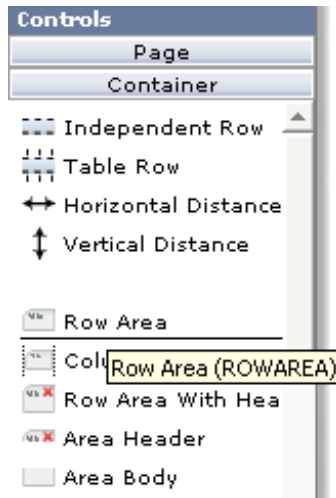 Controls
Page
Container
Independent Row
Table Row
Horizontal Distance
Vertical Distance
Row Area
Row Area (ROWAREA)
Row Area With Hea
Area Header
Area Body